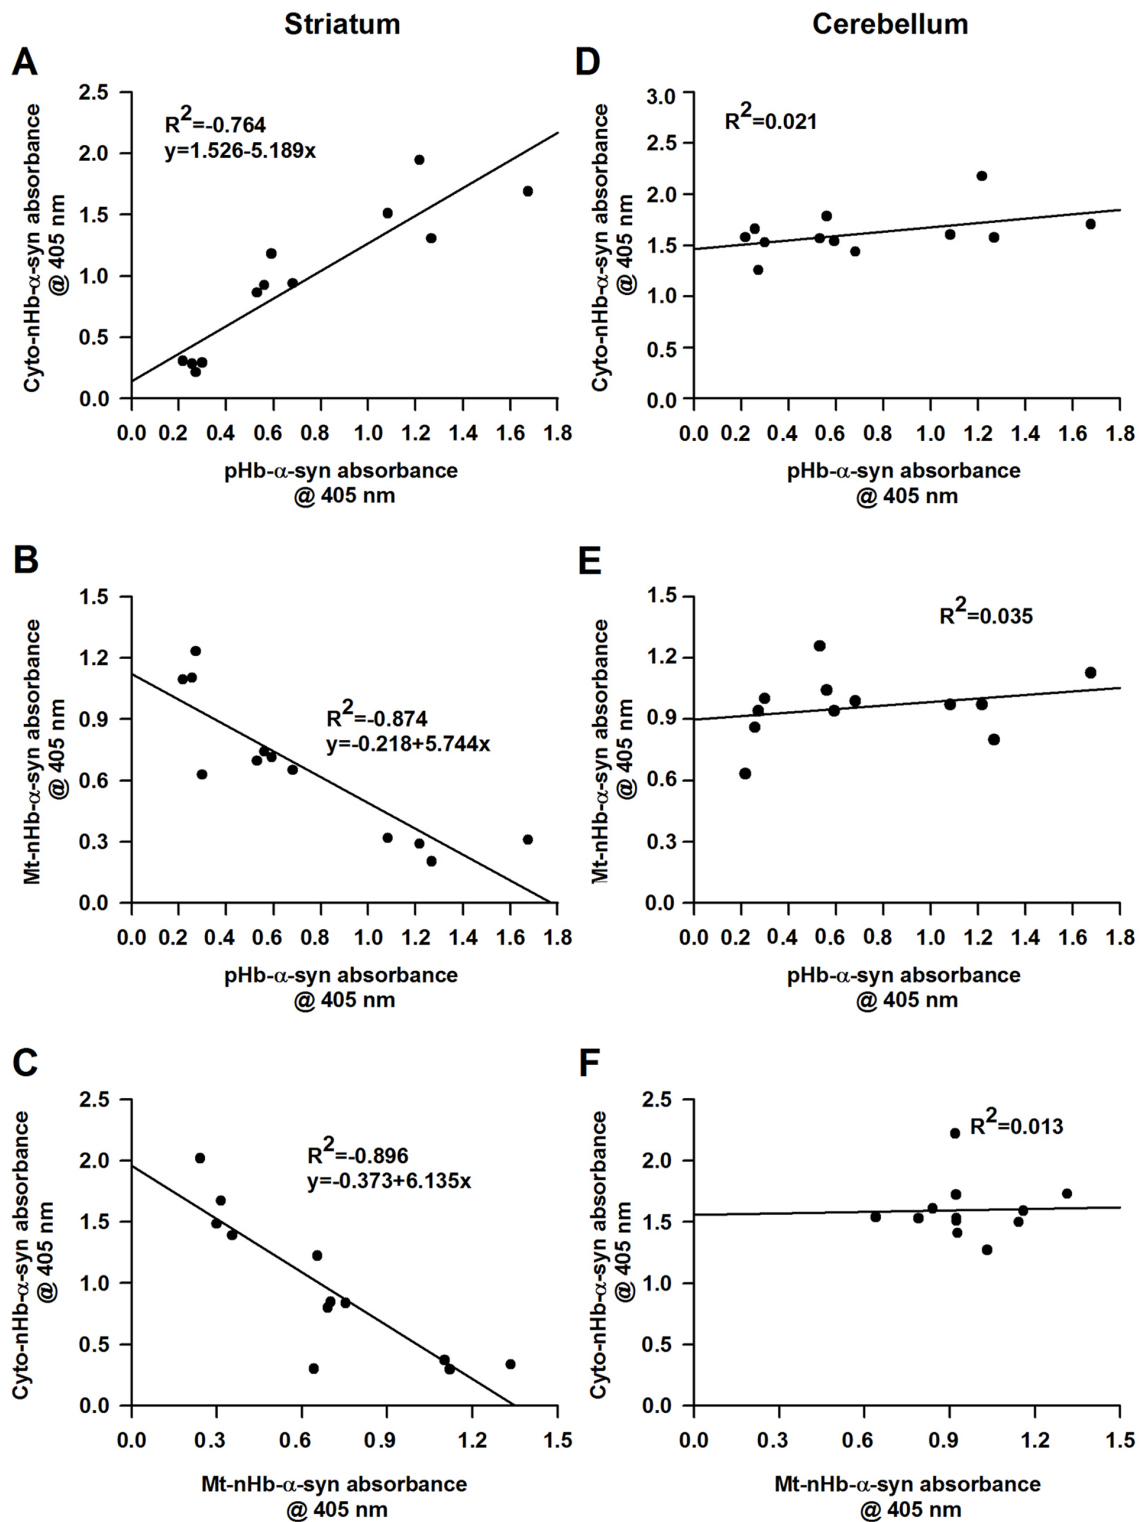 Striatum
Cerebellum
A
Cyto-nHb-α-syn absorbance
@ 405 nm
2.5
2.0
1.5
1.0
0.5
0.0
R²=-0.764
y=1.526-5.189x
0.0 0.2 0.4 0.6 0.8 1.0 1.2 1.4 1.6 1.8
pHb-α-syn absorbance
@ 405 nm
D
Cyto-nHb-α-syn absorbance
@ 405 nm
3.0
2.5
2.0
1.5
1.0
0.5
0.0
R²=0.021
0.0 0.2 0.4 0.6 0.8 1.0 1.2 1.4 1.6 1.8
pHb-α-syn absorbance
@ 405 nm
B
Mt-nHb-α-syn absorbance
@ 405 nm
1.5
1.2
0.9
0.6
0.3
0.0
R²=-0.874
y=-0.218+5.744x
0.0 0.2 0.4 0.6 0.8 1.0 1.2 1.4 1.6 1.8
pHb-α-syn absorbance
@ 405 nm
E
Mt-nHb-α-syn absorbance
@ 405 nm
1.5
1.2
0.9
0.6
0.3
0.0
R²=0.035
0.0 0.2 0.4 0.6 0.8 1.0 1.2 1.4 1.6 1.8
pHb-α-syn absorbance
@ 405 nm
C
Cyto-nHb-α-syn absorbance
@ 405 nm
2.5
2.0
1.5
1.0
0.5
0.0
R²=-0.896
y=-0.373+6.135x
0.0 0.3 0.6 0.9 1.2 1.5
Mt-nHb-α-syn absorbance
@ 405 nm
F
Cyto-nHb-α-syn absorbance
@ 405 nm
2.5
2.0
1.5
1.0
0.5
0.0
R²=0.013
0.0 0.3 0.6 0.9 1.2 1.5
Mt-nHb-α-syn absorbance
@ 405 nm